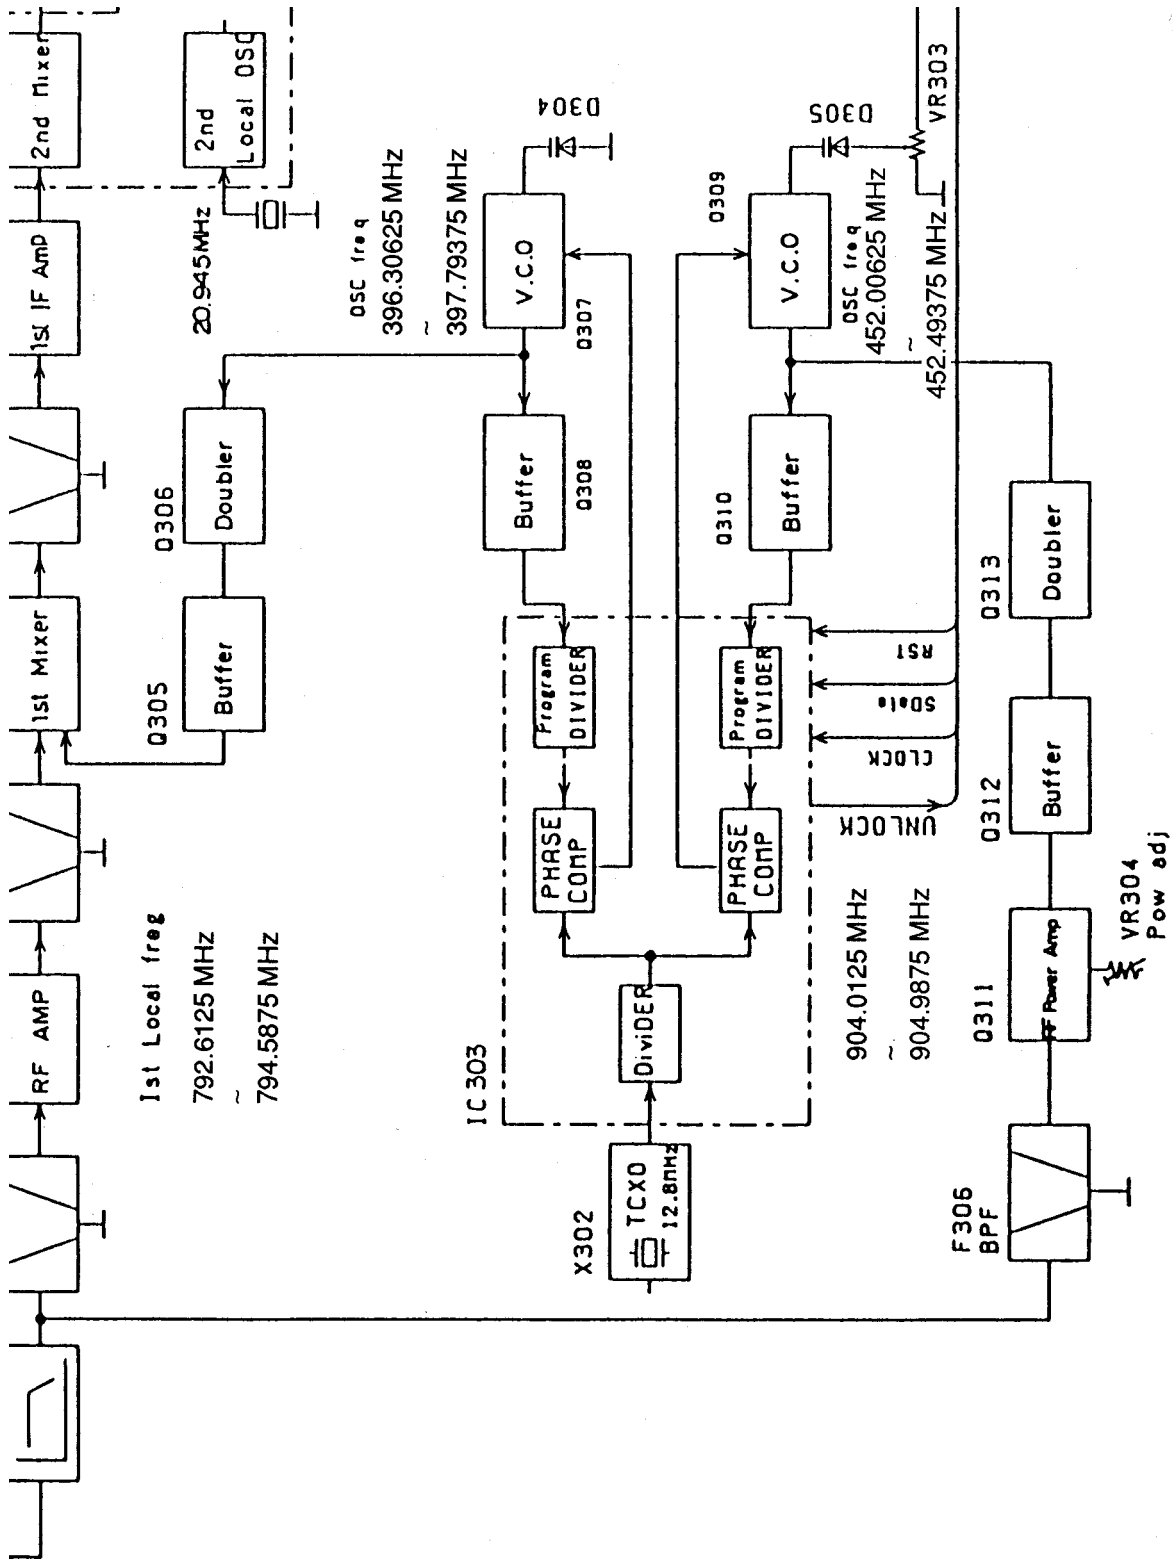 2nd Mixer
2nd
Local OSC
20.945MHz
1st IF Amp
1st Mixer
RF AMP
Q306
Doubler
Q305
Buffer
1st Local freq
792.6125 MHz
~
794.5875 MHz
OSC freq
396.30625 MHz
~
397.79375 MHz
D304
V.C.O
Q307
Buffer
Q308
D305
Q309
V.C.O
OSC freq
452.00625 MHz
~
452.49375 MHz
VR303
Q310
Buffer
Program
DIVIDER
Program
DIVIDER
PHASE
COMP
PHASE
COMP
DiviDER
IC303
X302
TCXO
12.8mHz
RST
SData
CLOCK
UNLOCK
904.0125 MHz
~
904.9875 MHz
Q313
Doubler
Q312
Buffer
Q311
RF Power Amp
VR304
Pow adj
F306
BPF